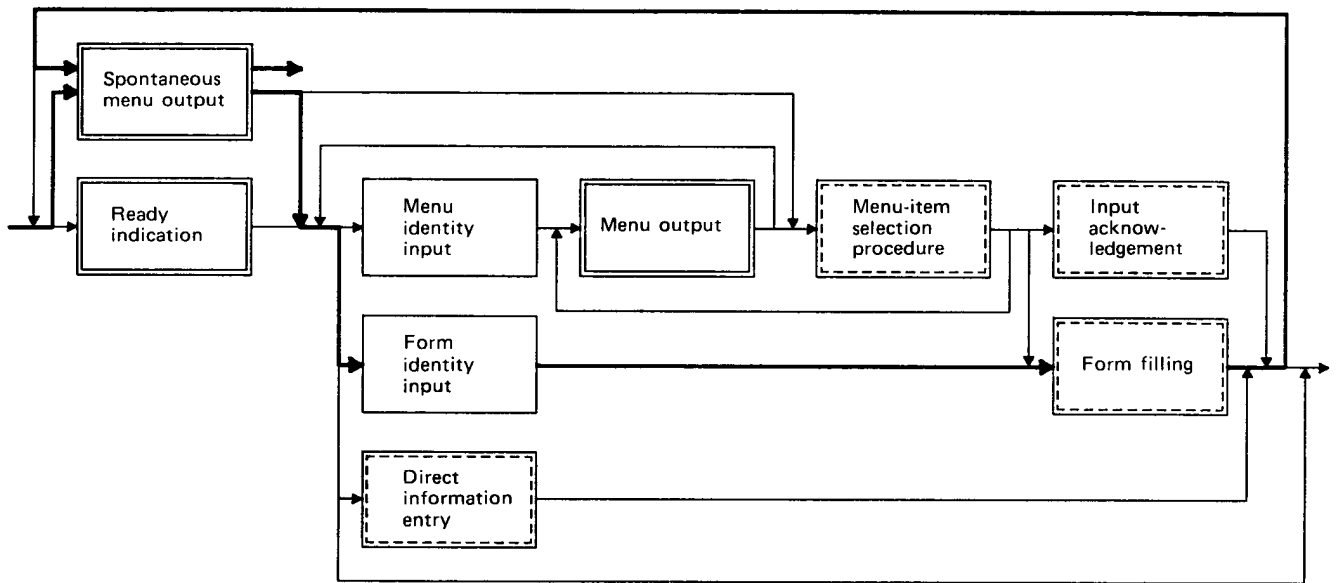 Spontaneous
menu output
Ready
indication
Menu
identity
input
Menu output
Menu-item
selection
procedure
Input
acknow-
ledgement
Form
identity
input
Form filling
Direct
information
entry